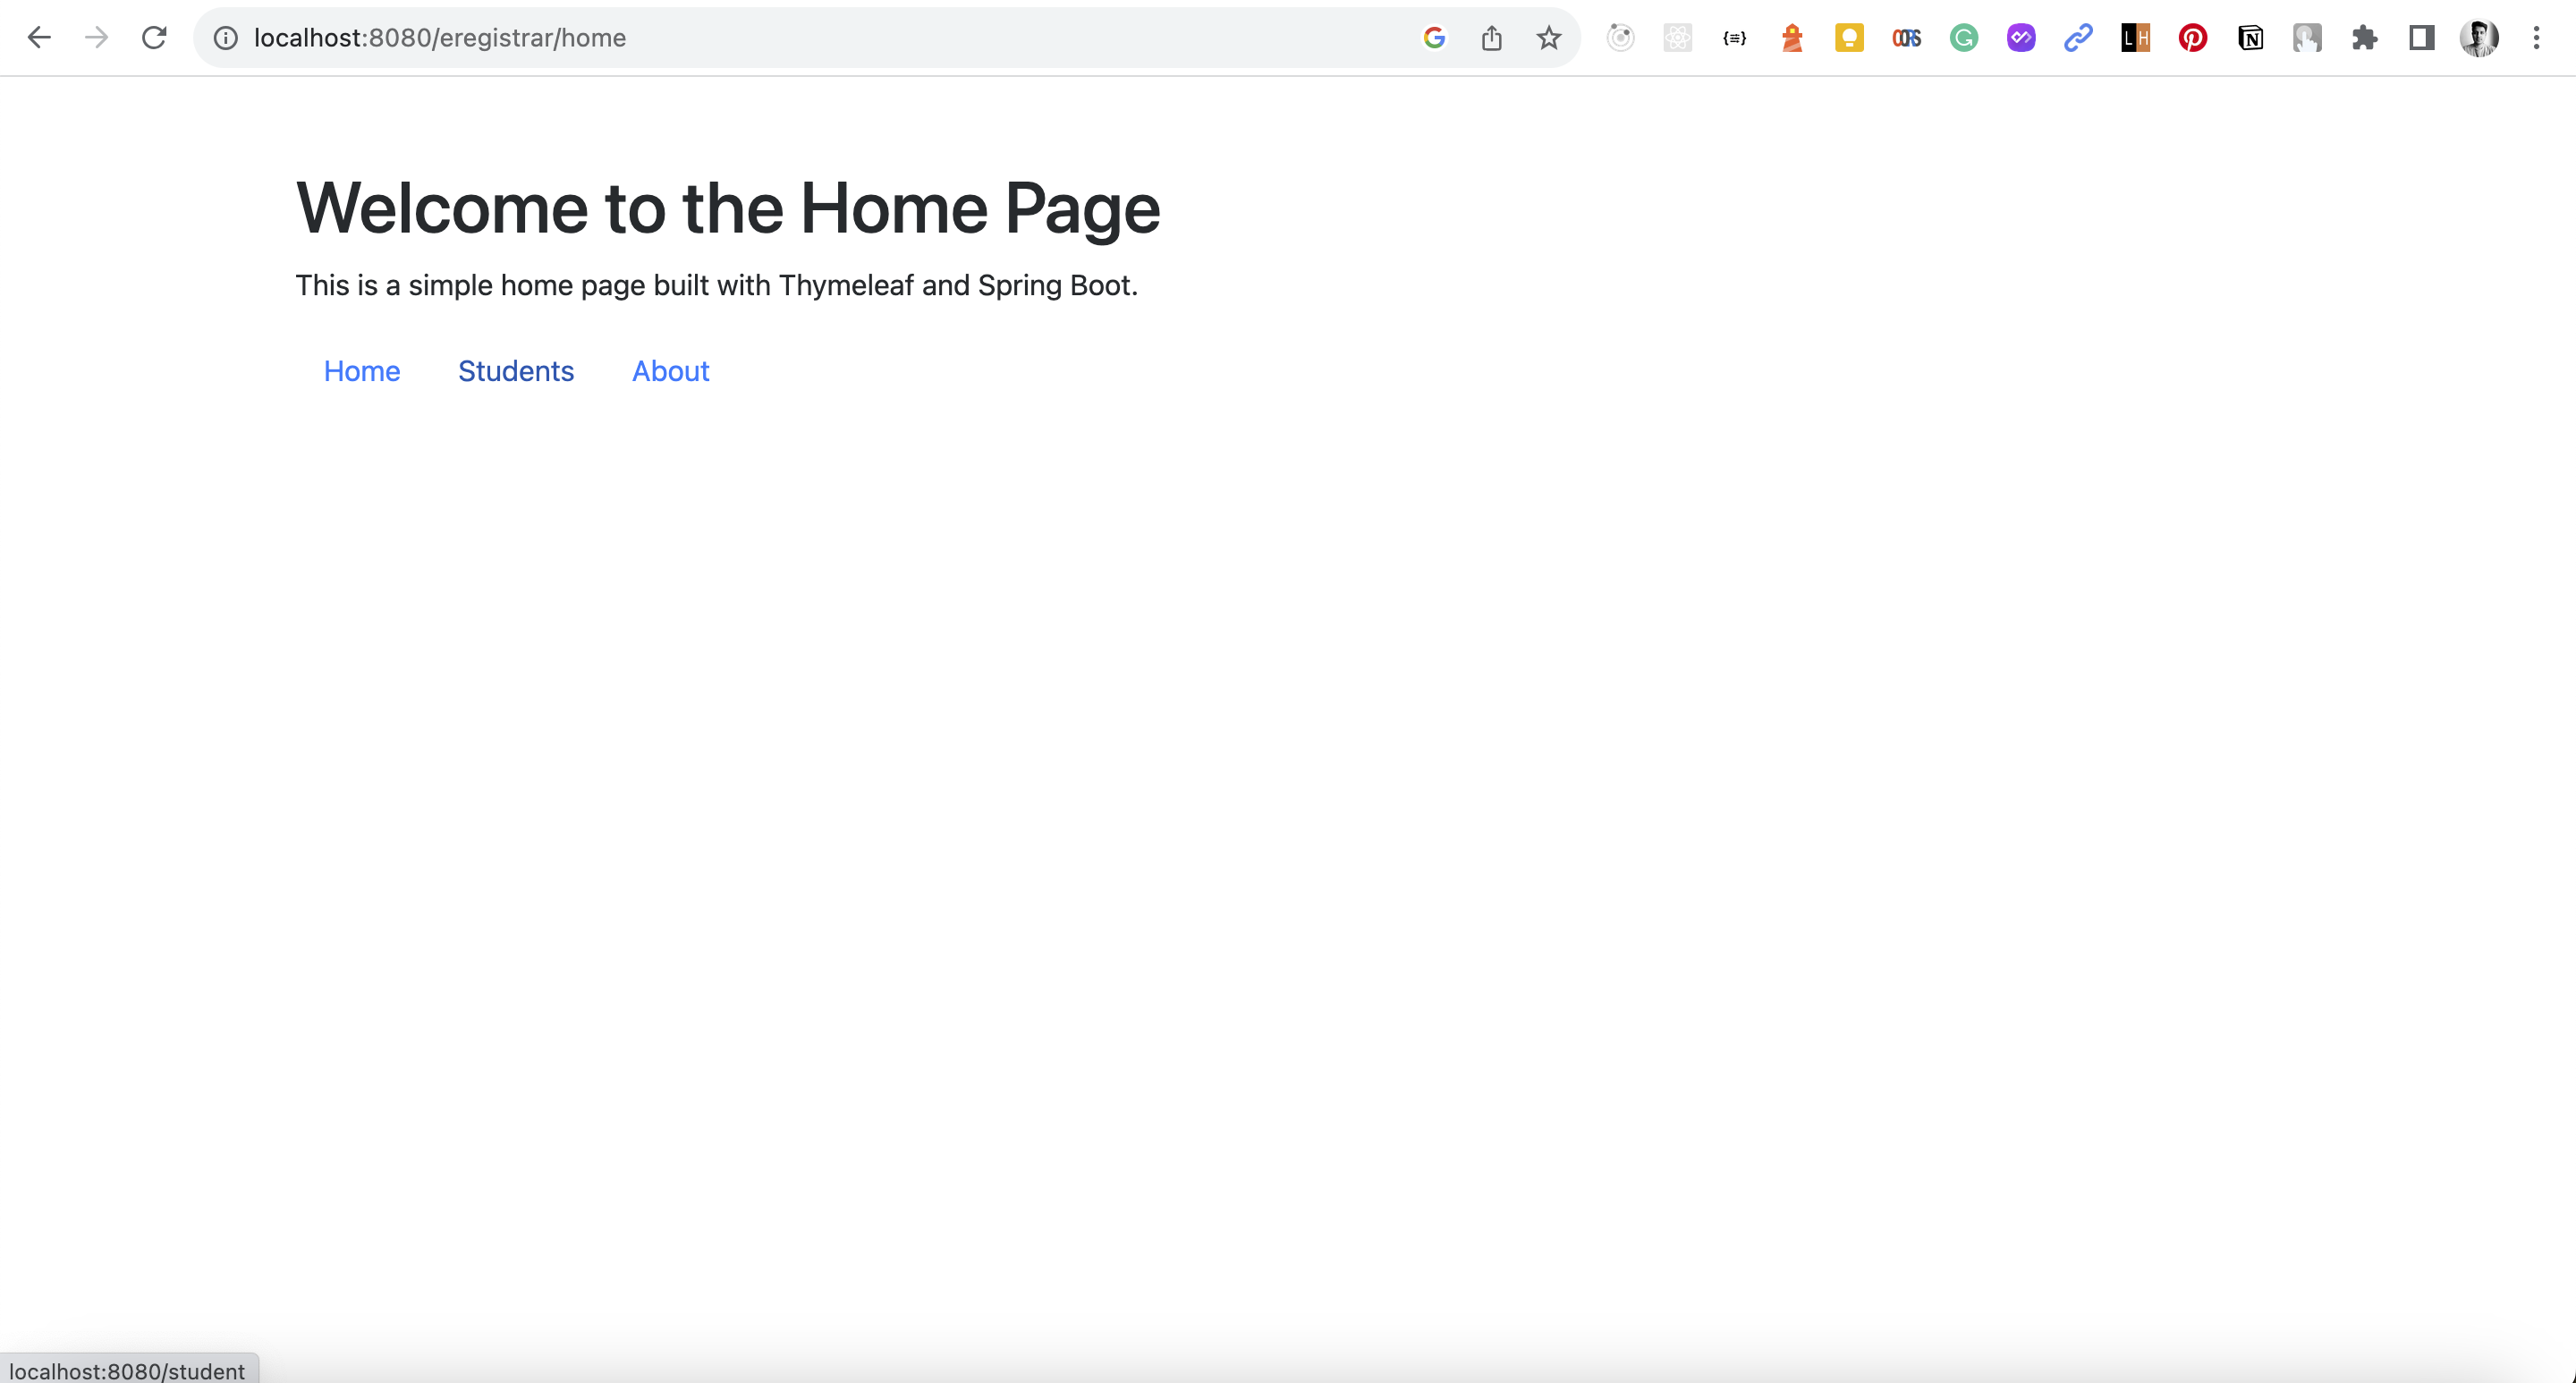 localhost:8080/eregistrar/home
Welcome to the Home Page
This is a simple home page built with Thymeleaf and Spring Boot.
Home Students About
localhost:8080/student